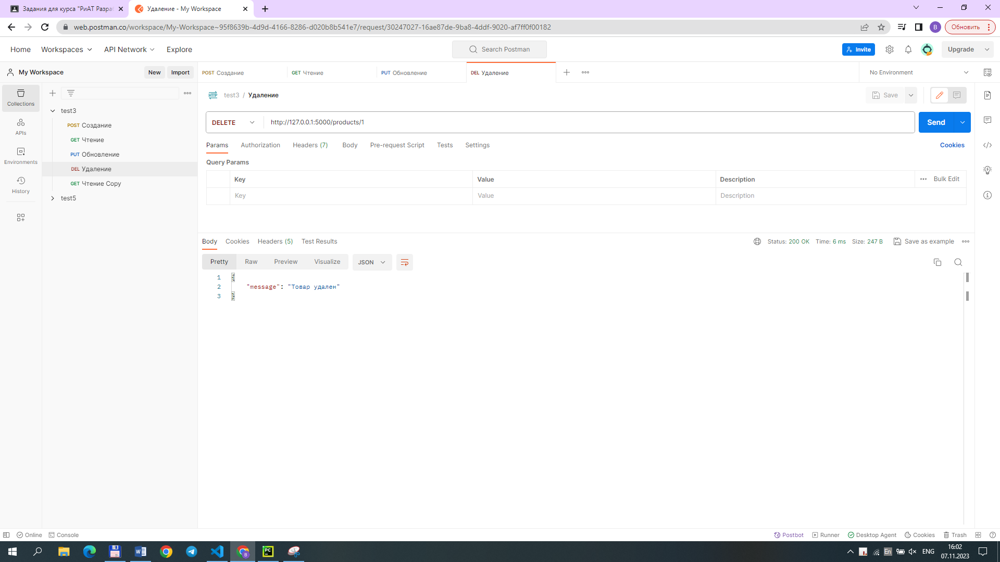 Задания для курса "РиАТ Разраб
Удаление - My Workspace
web.postman.co/workspace/My-Workspace~95f8639b-4d9d-4166-8286-d020b8b541e7/request/30247027-16ae87de-9ba8-4ddf-9020-af7ff0f00182
B
Обновить
Home
Workspaces
API Network
Explore
Search Postman
Invite
Upgrade
My Workspace
New
Import
POST Создание
GET Чтение
PUT Обновление
DEL Удаление
No Environment
Collections
APIs
Environments
History
test3
POST Создание
GET Чтение
PUT Обновление
DEL Удаление
GET Чтение Copy
test5
HTTP
test3 / Удаление
Save
DELETE
http://127.0.0.1:5000/products/1
Send
Params
Authorization
Headers (7)
Body
Pre-request Script
Tests
Settings
Cookies
Query Params
Key
Value
Description
Bulk Edit
Key
Value
Description
Body
Cookies
Headers (5)
Test Results
Status: 200 OK
Time: 6 ms
Size: 247 B
Save as example
Pretty
Raw
Preview
Visualize
JSON
1 {
2 "message": "Товар удален"
3 }
Online
Console
Postbot
Runner
Desktop Agent
Cookies
Trash
W
B
PC
En
ENG
16:02
07.11.2023